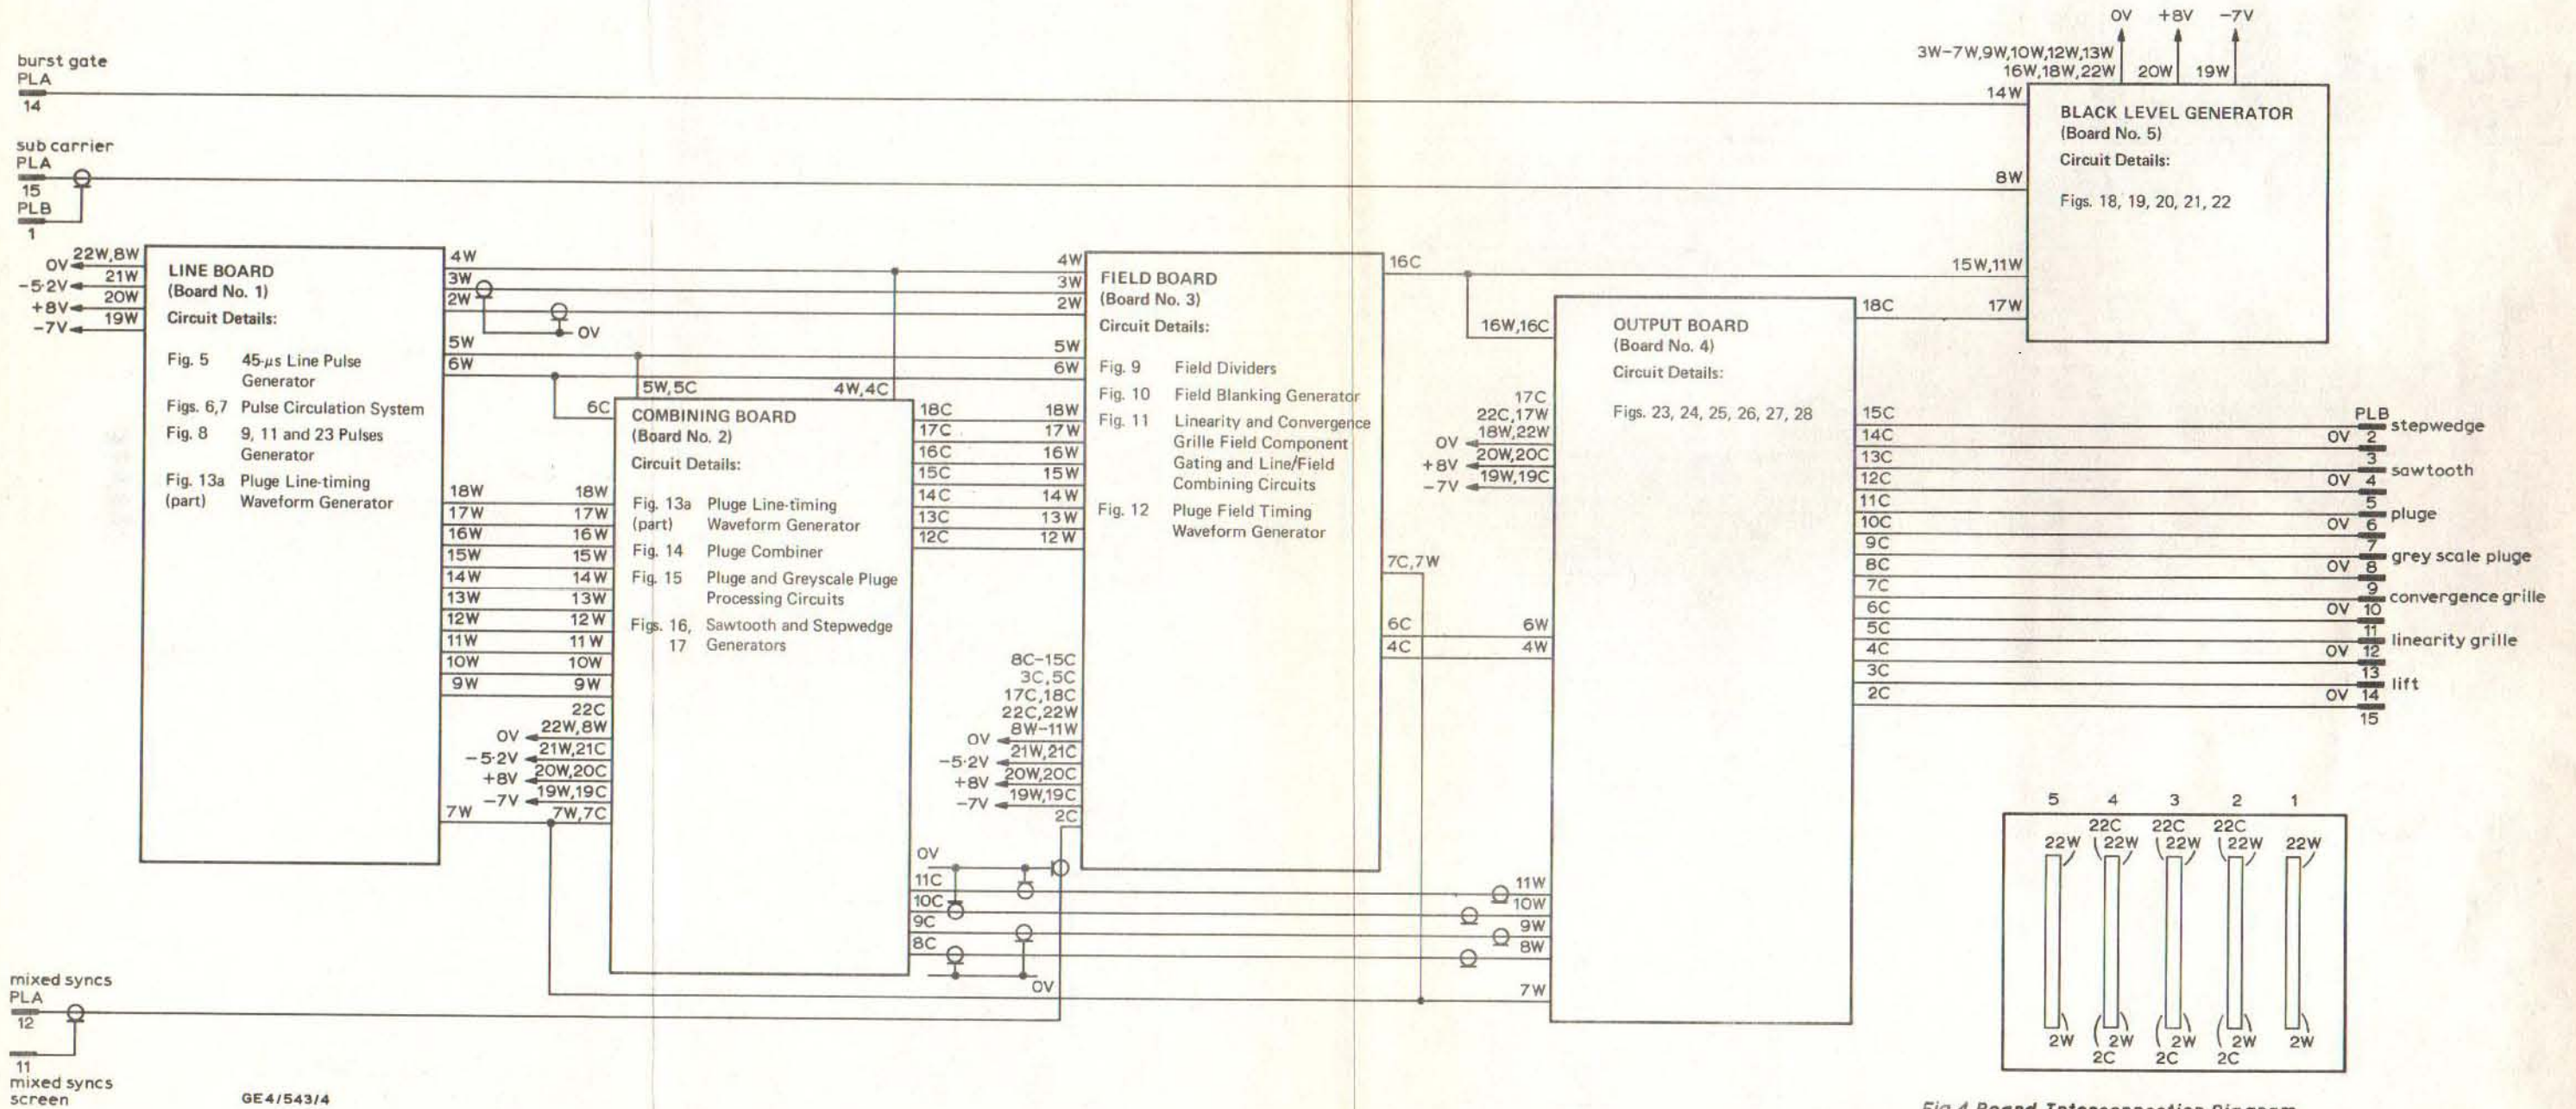 burst gate
PLA
14
sub carrier
PLA
15
PLB
1
0V 22W,8W
-5·2V 21W
+8V 20W
-7V 19W
LINE BOARD
(Board No. 1)
Circuit Details:
Fig. 5 45-µs Line Pulse
Generator
Figs. 6,7 Pulse Circulation System
Fig. 8 9, 11 and 23 Pulses
Generator
Fig. 13a Pluge Line-timing
(part) Waveform Generator
4W
3W
2W
0V
5W
6W
18W 18W
17W 17W
16W 16W
15W 15W
14W 14W
13W 13W
12W 12W
11W 11W
10W 10W
9W 9W
22C
0V 22W,8W
-5·2V 21W,21C
+8V 20W,20C
-7V 19W,19C
7W 7W,7C
5W,5C 4W,4C
6C
COMBINING BOARD
(Board No. 2)
Circuit Details:
Fig. 13a Pluge Line-timing
(part) Waveform Generator
Fig. 14 Pluge Combiner
Fig. 15 Pluge and Greyscale Pluge
Processing Circuits
Figs. 16, Sawtooth and Stepwedge
17 Generators
4W
3W
2W
5W
6W
18C 18W
17C 17W
16C 16W
15C 15W
14C 14W
13C 13W
12C 12W
8C-15C
3C,5C
17C,18C
22C,22W
8W-11W
0V
-5·2V 21W,21C
+8V 20W,20C
-7V 19W,19C
2C
0V
11C
10C
9C
8C
0V
FIELD BOARD
(Board No. 3)
Circuit Details:
Fig. 9 Field Dividers
Fig. 10 Field Blanking Generator
Fig. 11 Linearity and Convergence
Grille Field Component
Gating and Line/Field
Combining Circuits
Fig. 12 Pluge Field Timing
Waveform Generator
16C
7C,7W
6C 6W
4C 4W
16W,16C
17C
22C,17W
18W,22W
0V
+8V 20W,20C
-7V 19W,19C
11W
10W
9W
8W
7W
OUTPUT BOARD
(Board No. 4)
Circuit Details:
Figs. 23, 24, 25, 26, 27, 28
0V +8V -7V
3W-7W,9W,10W,12W,13W
16W,18W,22W 20W 19W
14W
8W
15W,11W
18C 17W
BLACK LEVEL GENERATOR
(Board No. 5)
Circuit Details:
Figs. 18, 19, 20, 21, 22
15C PLB
stepwedge
14C 0V 2
13C 3
sawtooth
12C 0V 4
11C 5
pluge
10C 0V 6
9C 7
grey scale pluge
8C 0V 8
7C 9
convergence grille
6C 0V 10
5C 11
linearity grille
4C 0V 12
3C 13
lift
2C 0V 14
15
5 4 3 2 1
22C 22C 22C
22W 22W 22W 22W 22W
2W 2W 2W 2W 2W
2C 2C 2C
mixed syncs
PLA
12
11
mixed syncs
screen
GE4/543/4
Fig.4 Board Interconnection Diagram